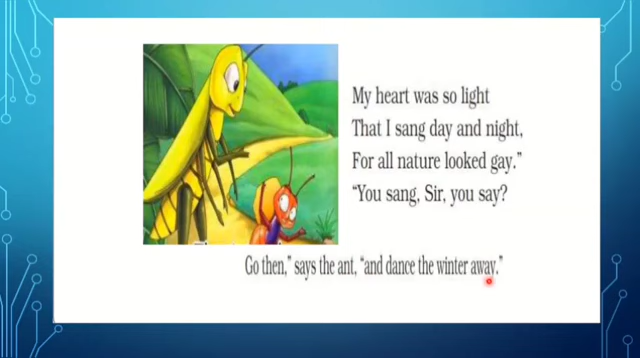 My heart was so light
That I sang day and night,
For all nature looked gay.”
“You sang, Sir, you say?
Go then,” says the ant, “and dance the winter away.”